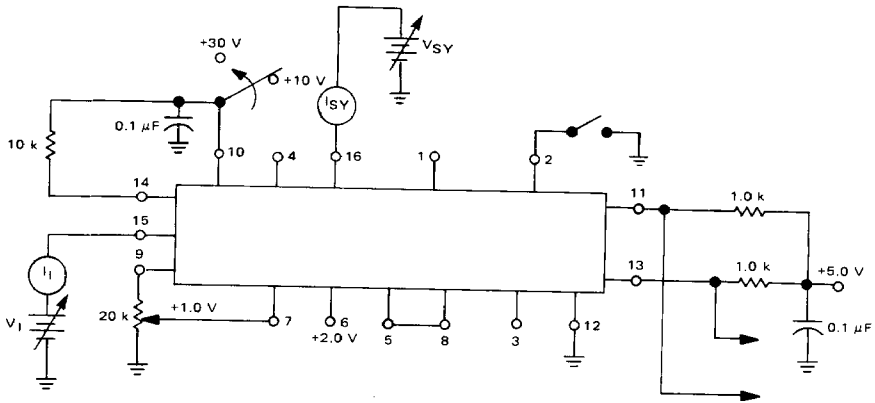 +30 V
+10 V
V_SY
I_SY
0.1 µF
10 k
10
4
16
1
2
14
11
1.0 k
15
9
13
1.0 k
+5.0 V
I_I
V_I
20 k
+1.0 V
7
6
+2.0 V
5
8
3
12
0.1 µF